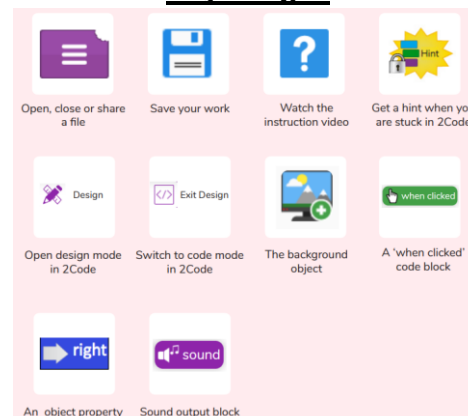 Hint
Open, close or share
a file
Save your work
Watch the
instruction video
Get a hint when you
are stuck in 2Code
Design
Exit Design
when clicked
Open design mode
in 2Code
Switch to code mode
in 2Code
The background
object
A 'when clicked'
code block
right
sound
An object property
Sound output block